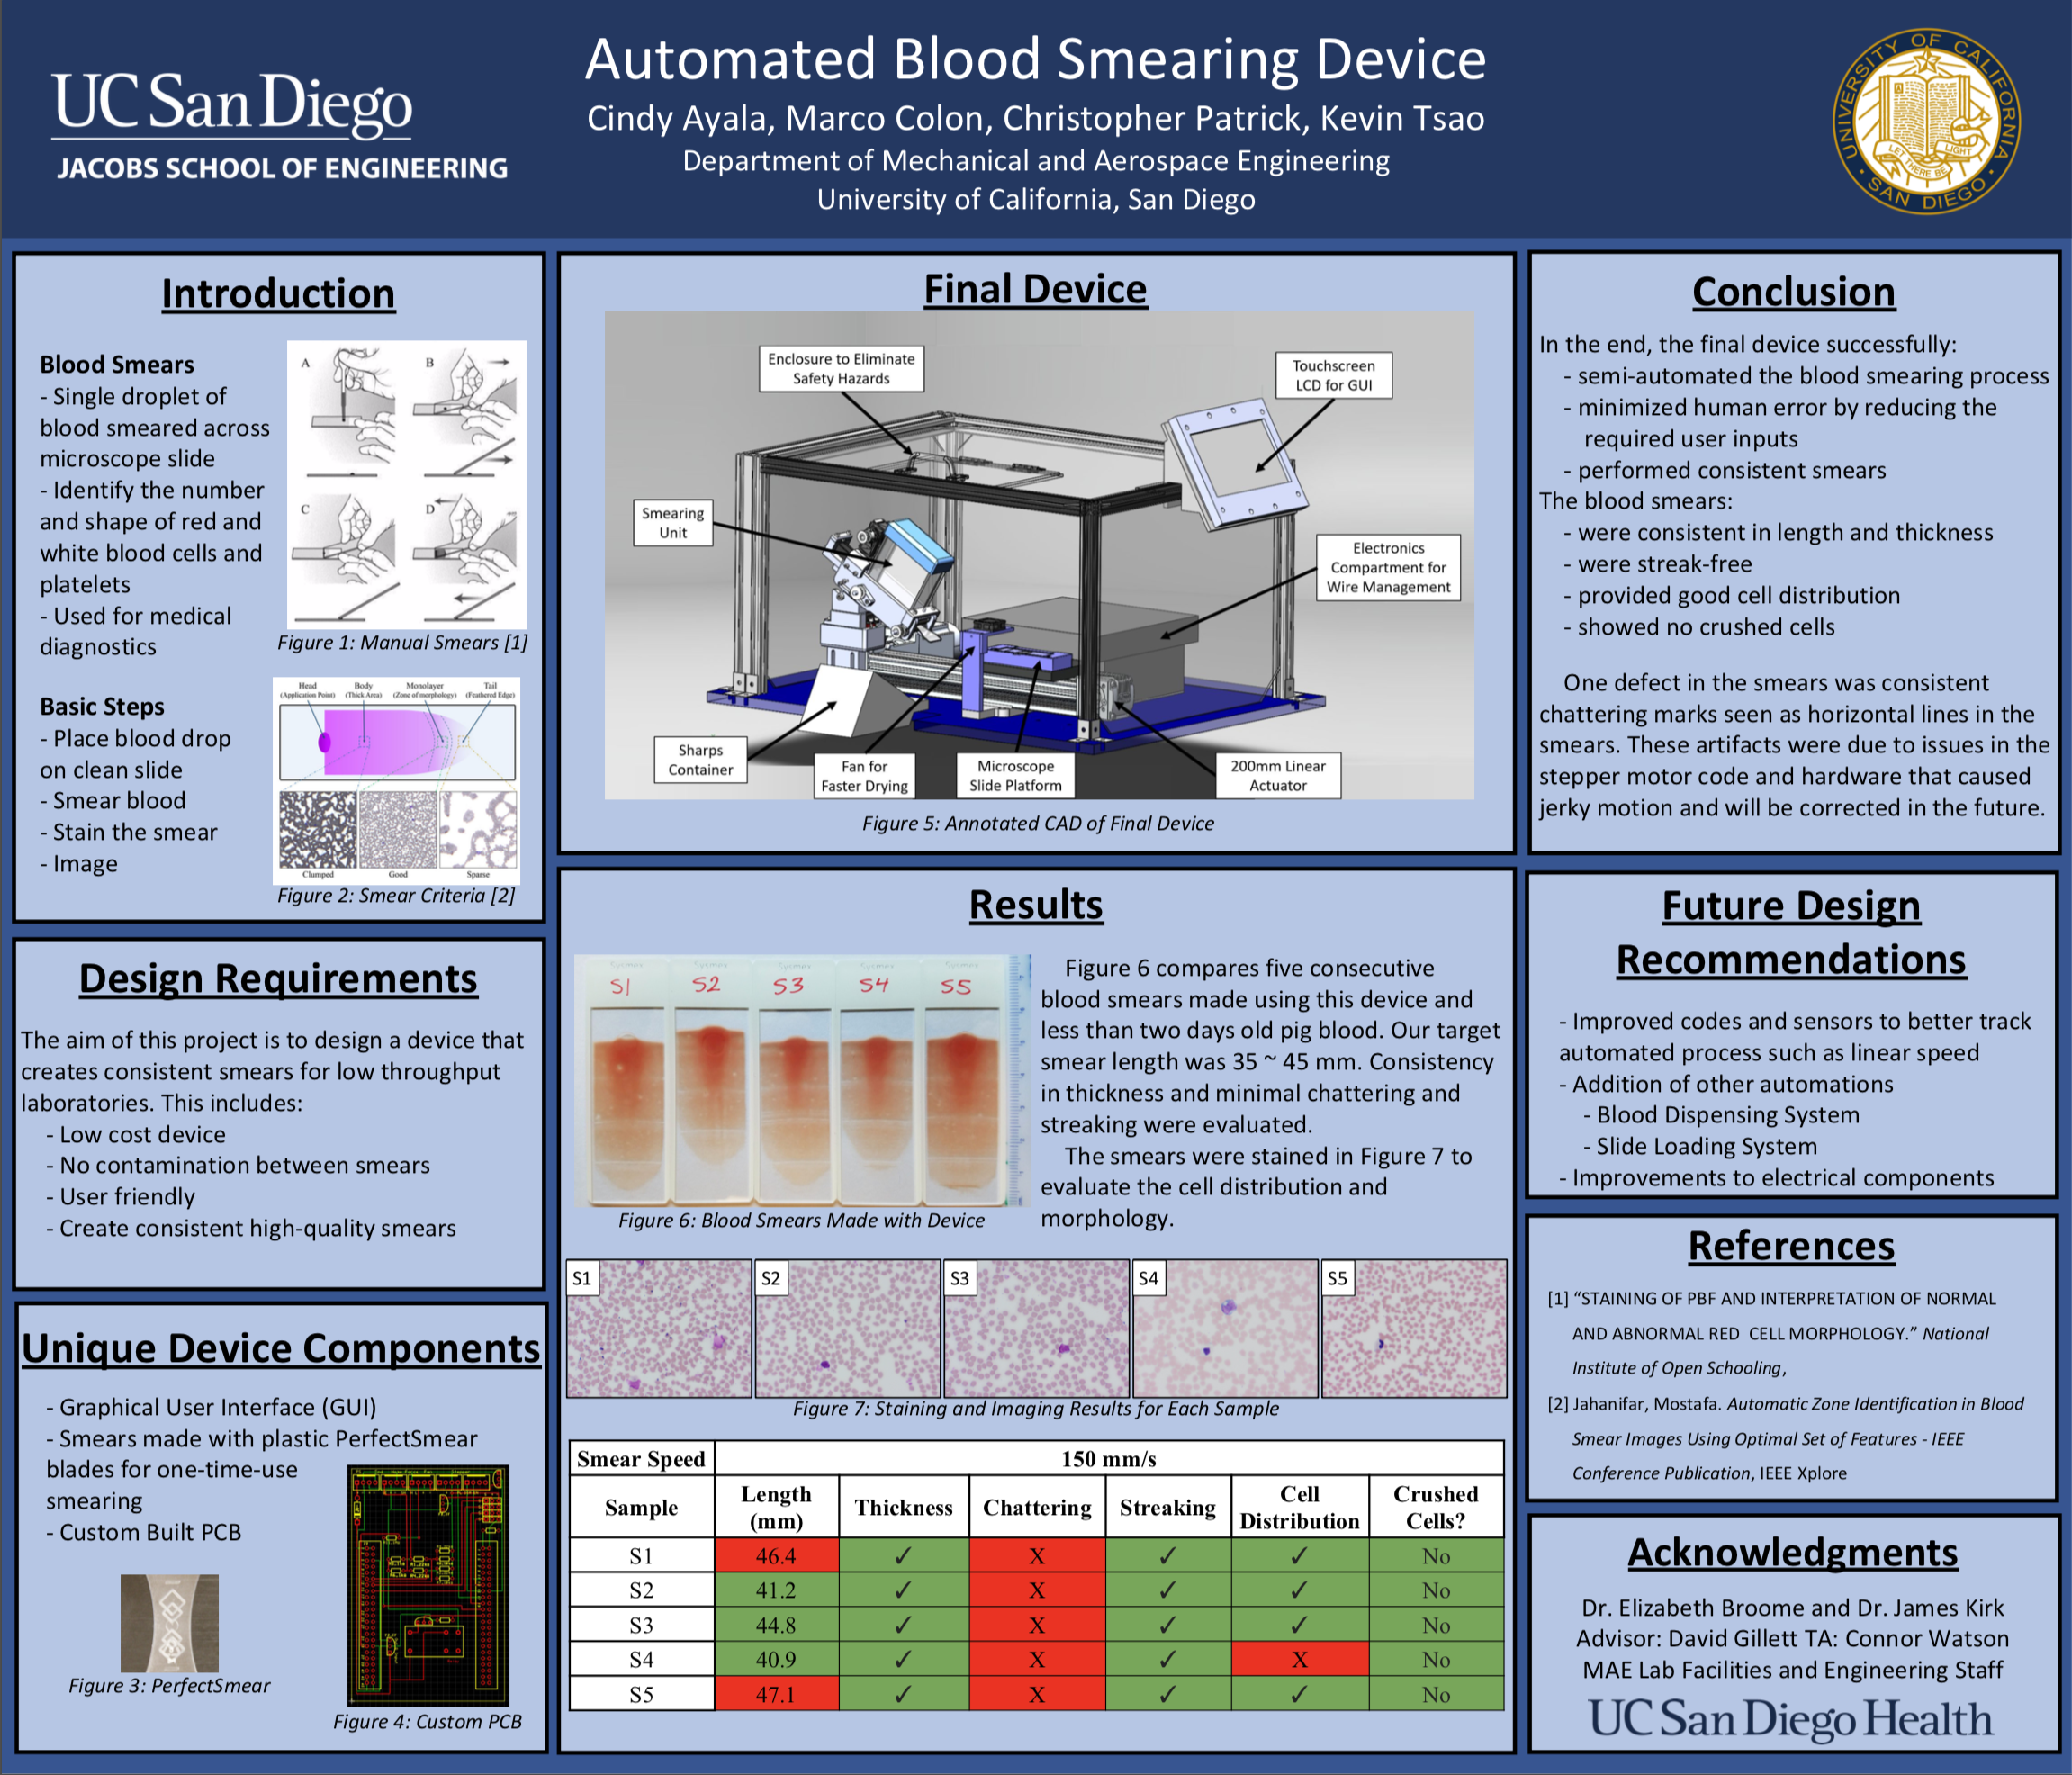 UC San Diego
JACOBS SCHOOL OF ENGINEERING
Automated Blood Smearing Device
Cindy Ayala, Marco Colon, Christopher Patrick, Kevin Tsao
Department of Mechanical and Aerospace Engineering
University of California, San Diego
UNIVERSITY OF CALIFORNIA
SAN DIEGO
LET THERE BE LIGHT
Introduction
Blood Smears
- Single droplet of
blood smeared across
microscope slide
- Identify the number
and shape of red and
white blood cells and
platelets
- Used for medical
diagnostics
A
B
C
D
Figure 1: Manual Smears [1]
Basic Steps
- Place blood drop
on clean slide
- Smear blood
- Stain the smear
- Image
Head Body Monolayer Tail
(Application Point) (Thick Area) (Zone of morphology) (Feathered Edge)
Clumped Good Sparse
Figure 2: Smear Criteria [2]
Design Requirements
The aim of this project is to design a device that
creates consistent smears for low throughput
laboratories. This includes:
- Low cost device
- No contamination between smears
- User friendly
- Create consistent high-quality smears
Unique Device Components
- Graphical User Interface (GUI)
- Smears made with plastic PerfectSmear
blades for one-time-use
smearing
- Custom Built PCB
Figure 3: PerfectSmear
Figure 4: Custom PCB
Final Device
Enclosure to Eliminate
Safety Hazards
Touchscreen
LCD for GUI
Smearing
Unit
Electronics
Compartment for
Wire Management
Sharps
Container
Fan for
Faster Drying
Microscope
Slide Platform
200mm Linear
Actuator
Figure 5: Annotated CAD of Final Device
Results
S1 S2 S3 S4 S5
Figure 6: Blood Smears Made with Device
Figure 6 compares five consecutive
blood smears made using this device and
less than two days old pig blood. Our target
smear length was 35 ~ 45 mm. Consistency
in thickness and minimal chattering and
streaking were evaluated.
The smears were stained in Figure 7 to
evaluate the cell distribution and
morphology.
S1 S2 S3 S4 S5
Figure 7: Staining and Imaging Results for Each Sample
Smear Speed 150 mm/s
Sample Length (mm) Thickness Chattering Streaking Cell Distribution Crushed Cells?
S1 46.4 ✓ X ✓ ✓ No
S2 41.2 ✓ X ✓ ✓ No
S3 44.8 ✓ X ✓ ✓ No
S4 40.9 ✓ X ✓ X No
S5 47.1 ✓ X ✓ ✓ No
Conclusion
In the end, the final device successfully:
- semi-automated the blood smearing process
- minimized human error by reducing the
required user inputs
- performed consistent smears
The blood smears:
- were consistent in length and thickness
- were streak-free
- provided good cell distribution
- showed no crushed cells
One defect in the smears was consistent
chattering marks seen as horizontal lines in the
smears. These artifacts were due to issues in the
stepper motor code and hardware that caused
jerky motion and will be corrected in the future.
Future Design
Recommendations
- Improved codes and sensors to better track
automated process such as linear speed
- Addition of other automations
- Blood Dispensing System
- Slide Loading System
- Improvements to electrical components
References
[1] “STAINING OF PBF AND INTERPRETATION OF NORMAL
AND ABNORMAL RED CELL MORPHOLOGY.” National
Institute of Open Schooling,
[2] Jahanifar, Mostafa. Automatic Zone Identification in Blood
Smear Images Using Optimal Set of Features - IEEE
Conference Publication, IEEE Xplore
Acknowledgments
Dr. Elizabeth Broome and Dr. James Kirk
Advisor: David Gillett TA: Connor Watson
MAE Lab Facilities and Engineering Staff
UC San Diego Health